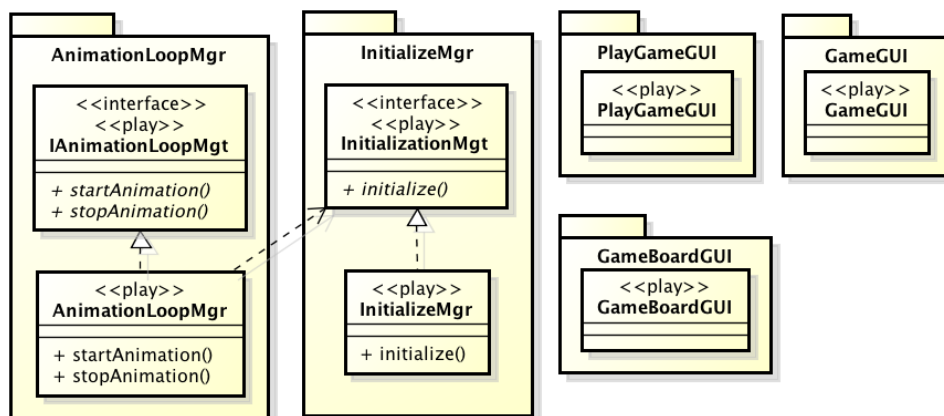 AnimationLoopMgr
<<interface>>
<<play>>
IAnimationLoopMgt
+ startAnimation()
+ stopAnimation()
<<play>>
AnimationLoopMgr
+ startAnimation()
+ stopAnimation()
InitializeMgr
<<interface>>
<<play>>
InitializationMgt
+ initialize()
<<play>>
InitializeMgr
+ initialize()
PlayGameGUI
<<play>>
PlayGameGUI
GameGUI
<<play>>
GameGUI
GameBoardGUI
<<play>>
GameBoardGUI